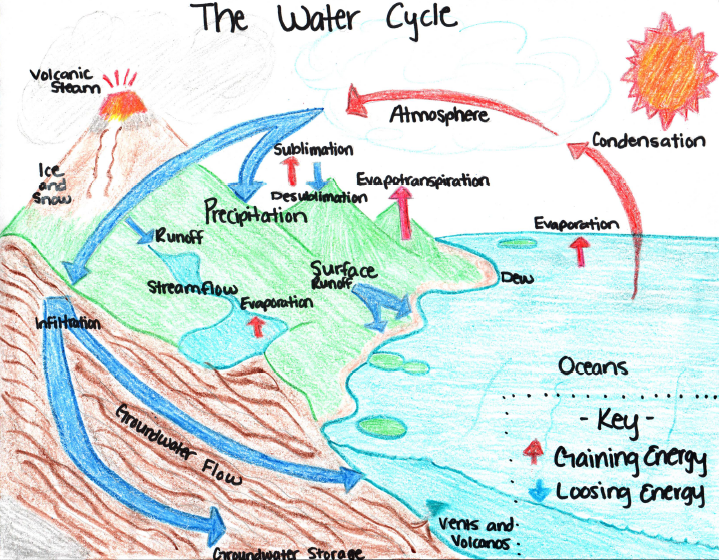 The Water Cycle
Volcanic
Steam
Atmosphere
Condensation
Sublimation
Ice
and
Snow
Desublimation
Evapotranspiration
Precipitation
Evaporation
Runoff
Surface
Runoff
Dew
Streamflow
Evaporation
Infiltration
Oceans
- Key -
Groundwater Flow
Gaining Energy
Loosing Energy
Vents and
Volcanos
Groundwater Storage